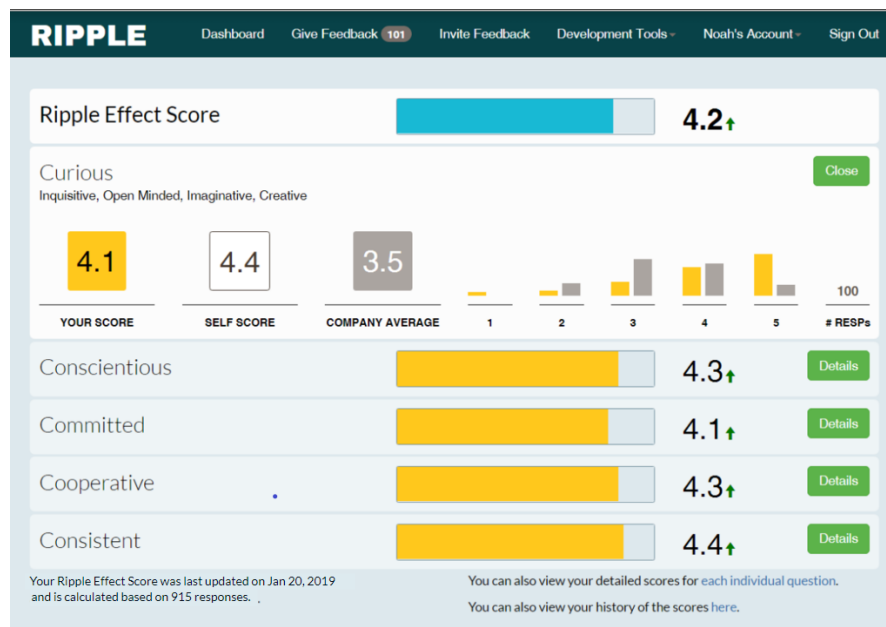 RIPPLE Dashboard Give Feedback 101 Invite Feedback Development Tools Noah's Account Sign Out
Ripple Effect Score 4.2
Curious Close
Inquisitive, Open Minded, Imaginative, Creative
4.1 4.4 3.5
100
YOUR SCORE SELF SCORE COMPANY AVERAGE 1 2 3 4 5 # RESPs
Conscientious 4.3 Details
Committed 4.1 Details
Cooperative 4.3 Details
Consistent 4.4 Details
Your Ripple Effect Score was last updated on Jan 20, 2019
and is calculated based on 915 responses.
You can also view your detailed scores for each individual question.
You can also view your history of the scores here.